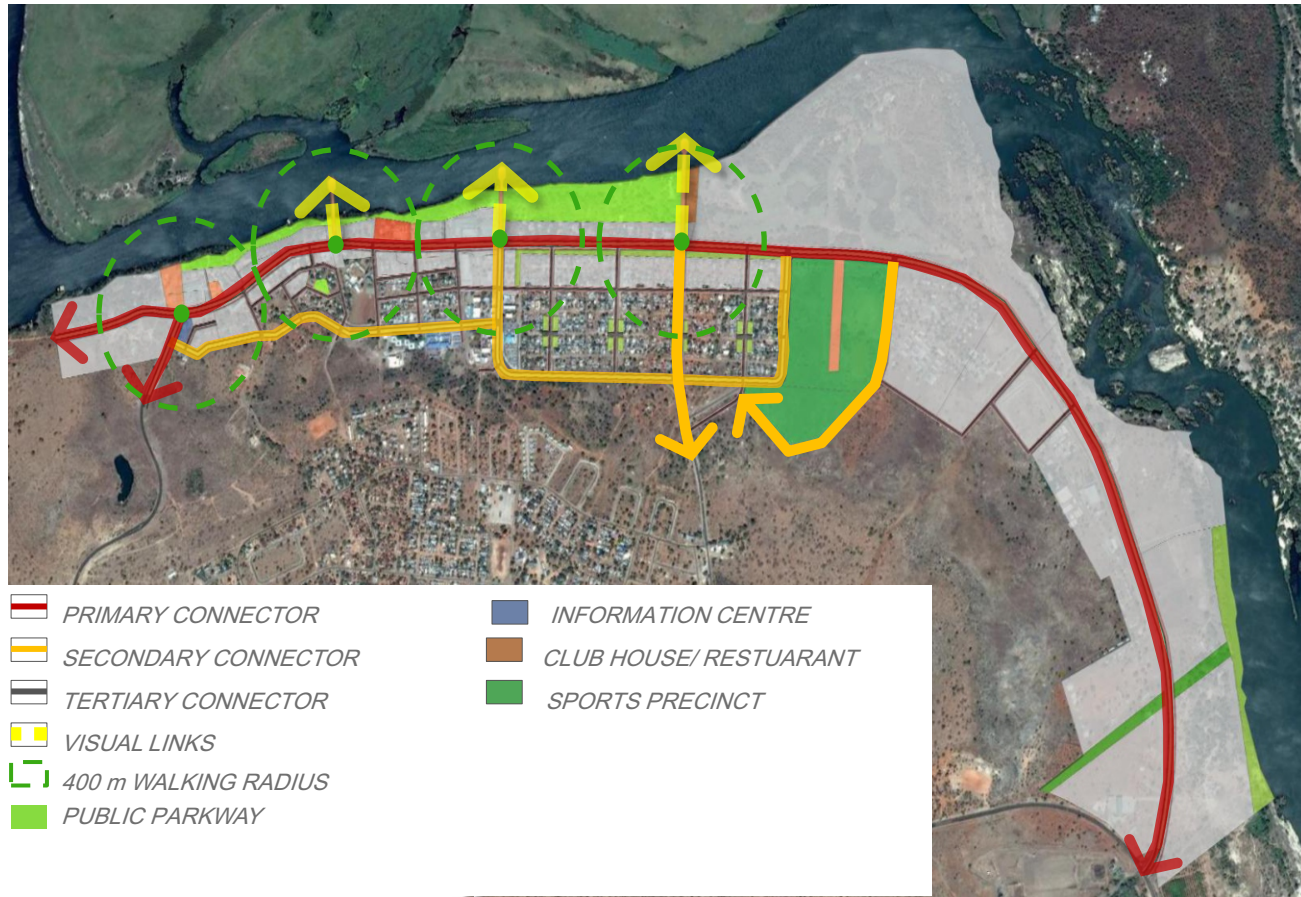 PRIMARY CONNECTOR
SECONDARY CONNECTOR
TERTIARY CONNECTOR
VISUAL LINKS
400 m WALKING RADIUS
PUBLIC PARKWAY
INFORMATION CENTRE
CLUB HOUSE/ RESTUARANT
SPORTS PRECINCT